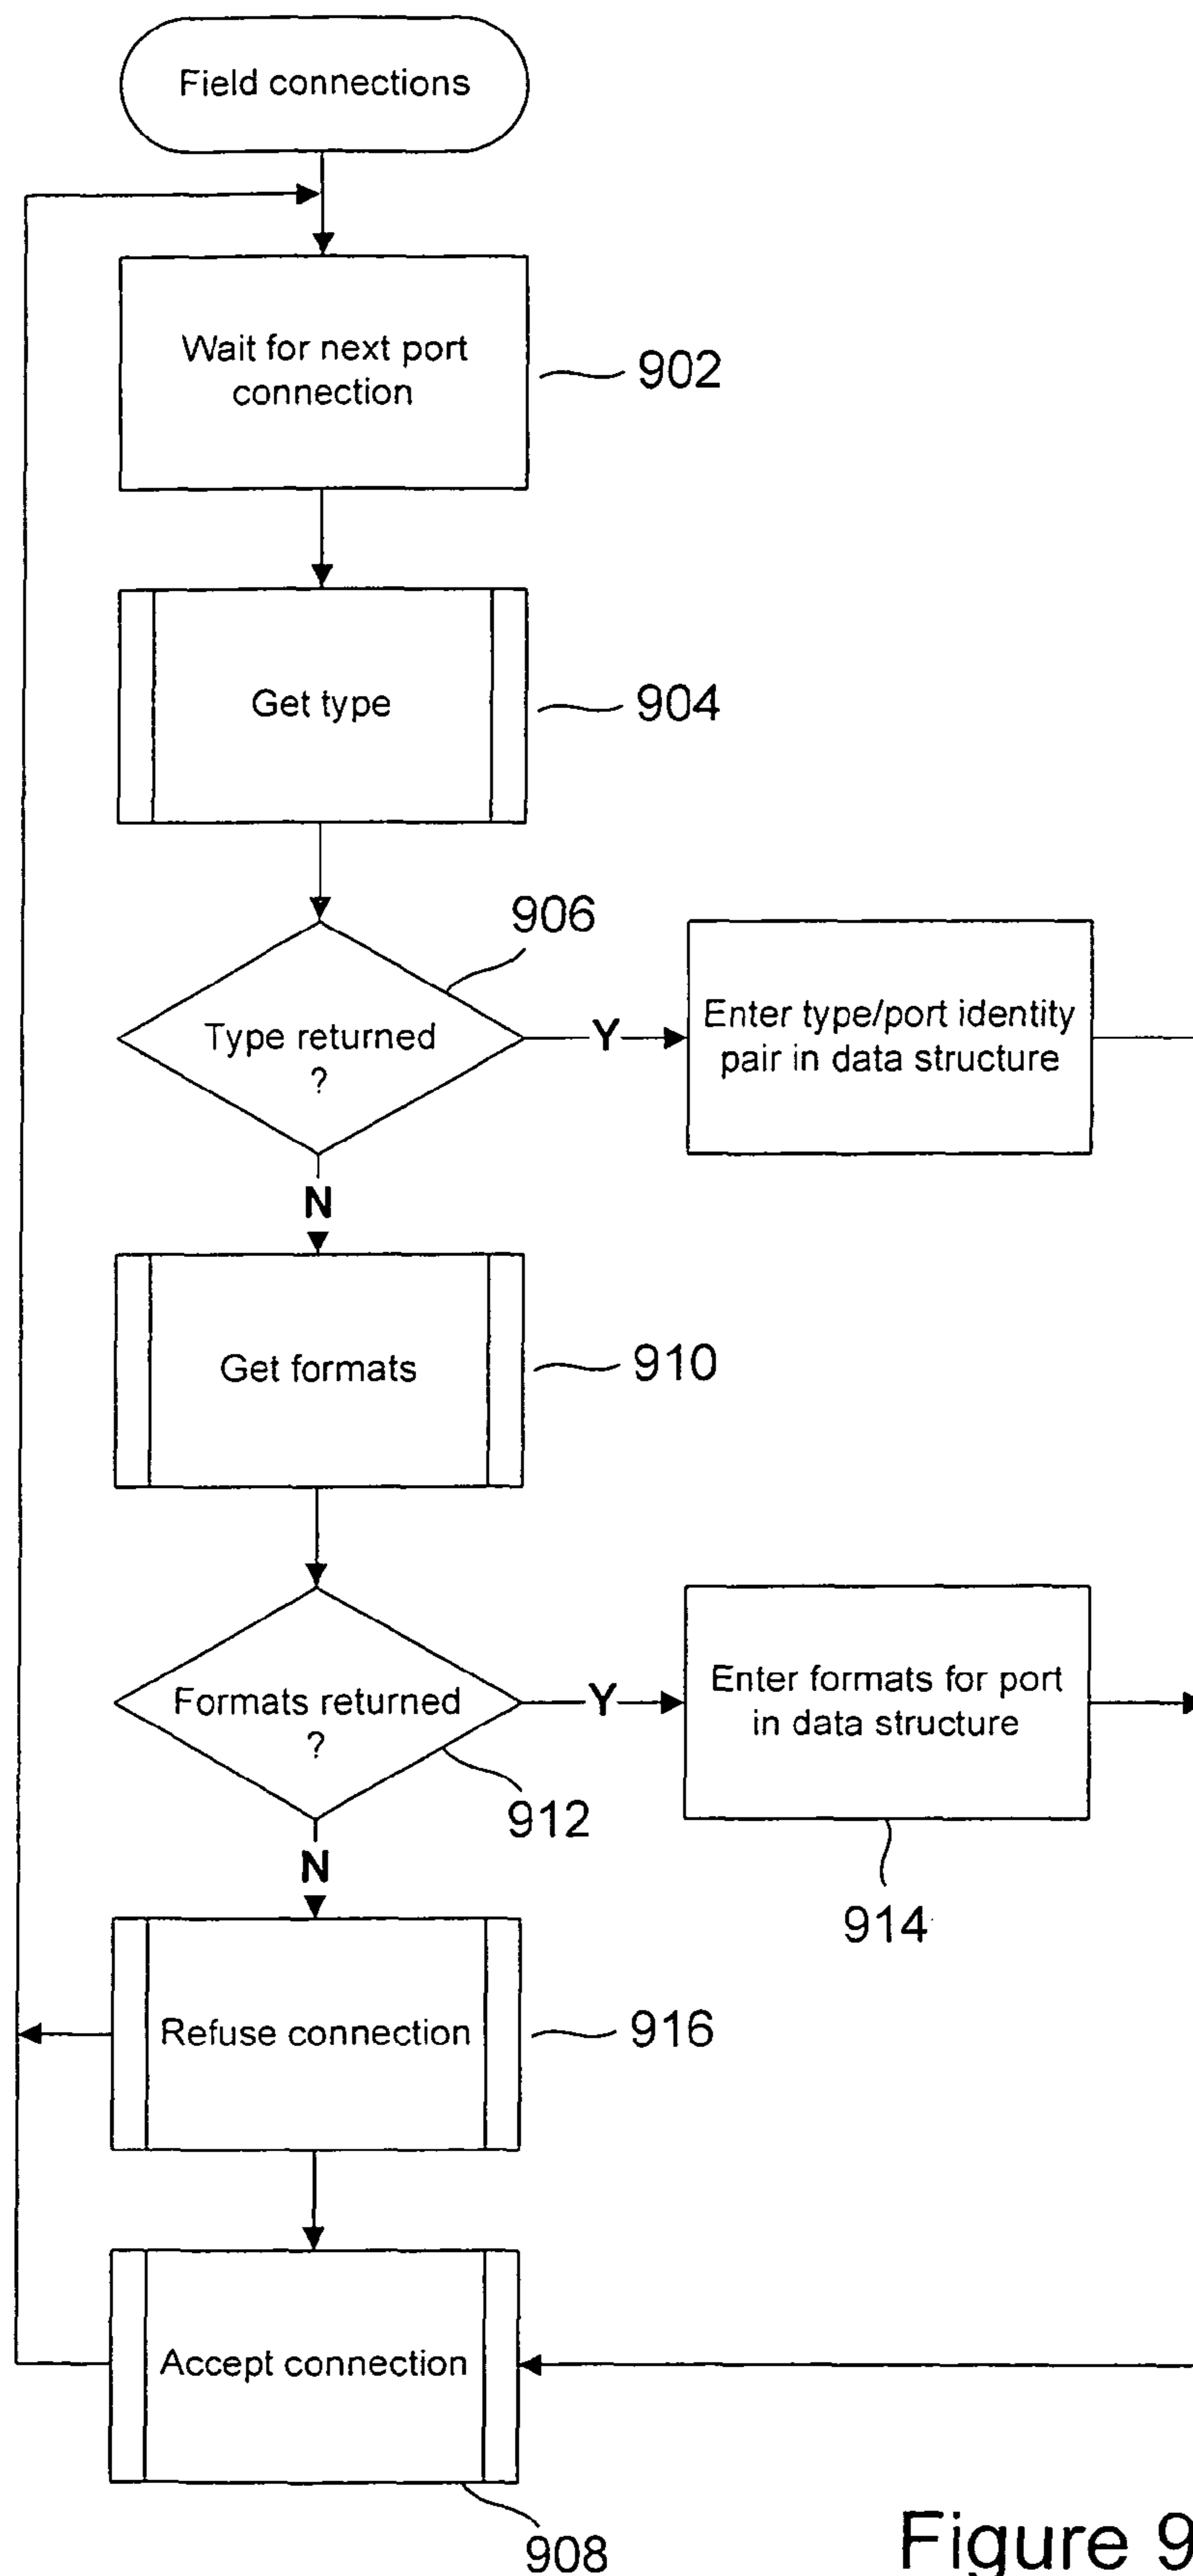 Field connections
Wait for next port
connection
902
Get type
904
906
Type returned
?
Y
Enter type/port identity
pair in data structure
N
Get formats
910
Formats returned
?
Y
Enter formats for port
in data structure
912
914
N
Refuse connection
916
Accept connection
908
Figure 9